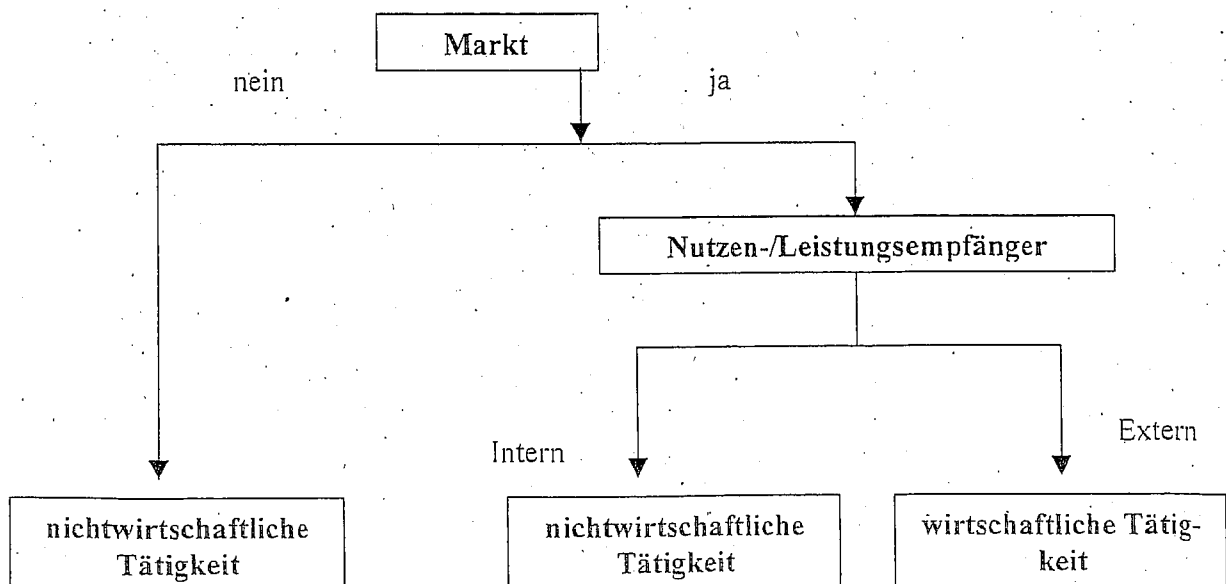 Markt
nein
ja
Nutzen-/Leistungsempfänger
Intern
Extern
nichtwirtschaftliche
Tätigkeit
nichtwirtschaftliche
Tätigkeit
wirtschaftliche Tätig-
keit